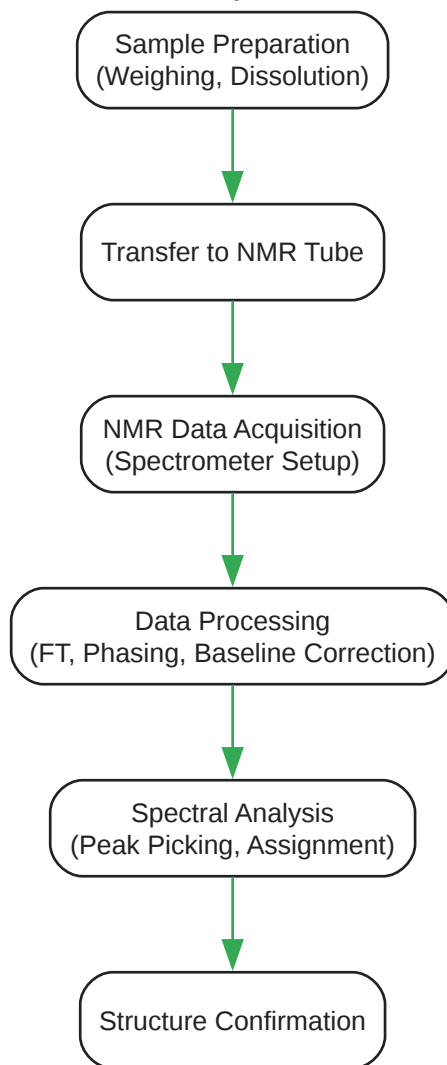 Sample Preparation
(Weighing, Dissolution)
Transfer to NMR Tube
NMR Data Acquisition
(Spectrometer Setup)
Data Processing
(FT, Phasing, Baseline Correction)
Spectral Analysis
(Peak Picking, Assignment)
Structure Confirmation